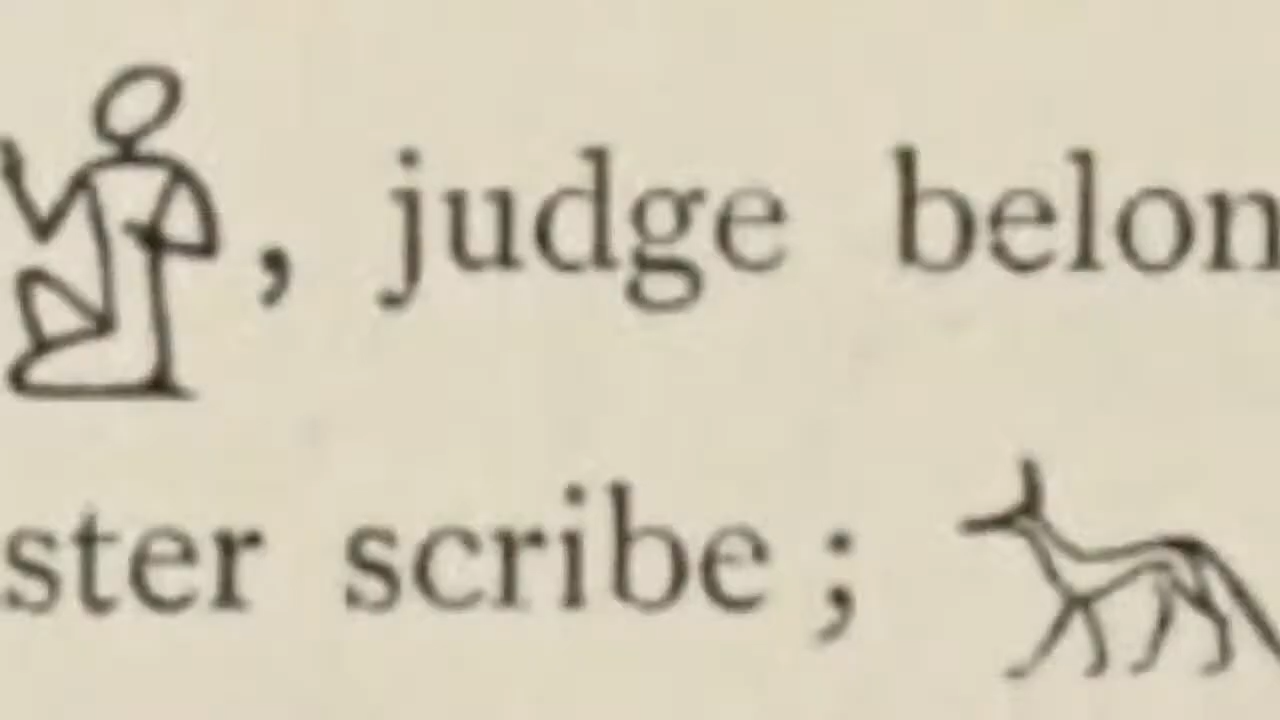 𓀀, judge belon
ster scribe; 𓃥